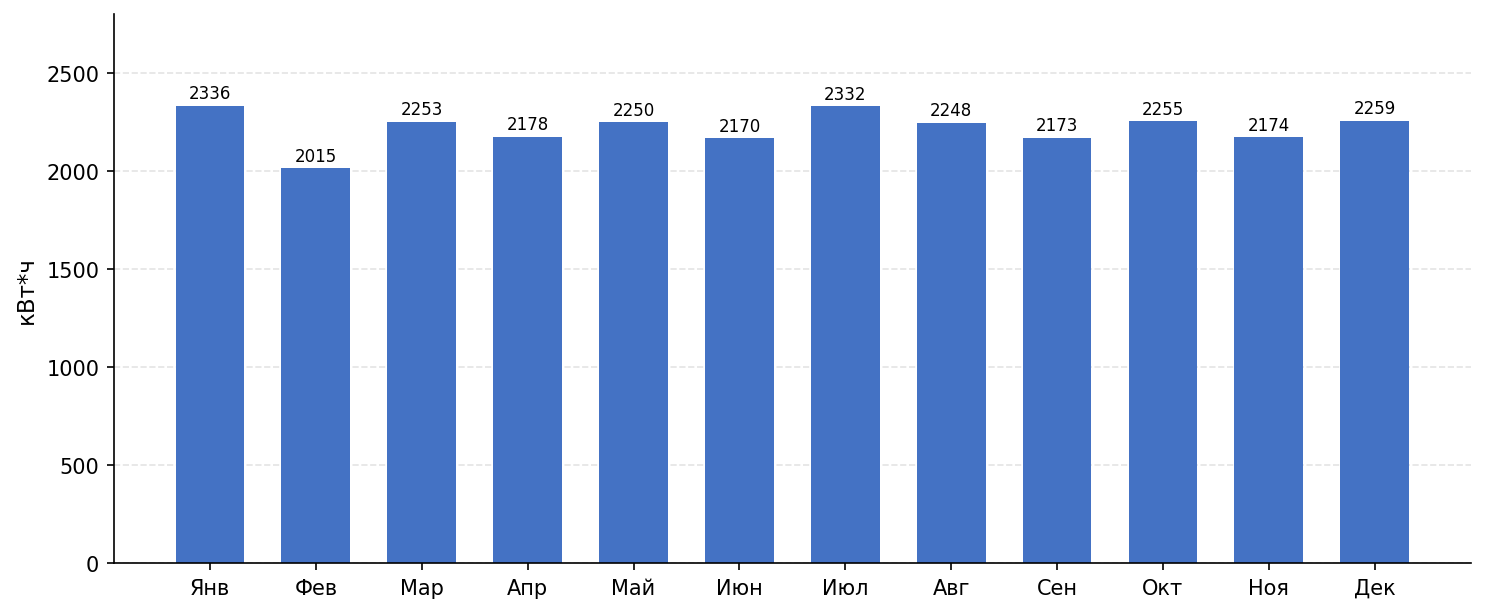 2500
2000
1500
1000
500
0
кВт*ч
2336
2015
2253
2178
2250
2170
2332
2248
2173
2255
2174
2259
Янв
Фев
Мар
Апр
Май
Июн
Июл
Авг
Сен
Окт
Ноя
Дек